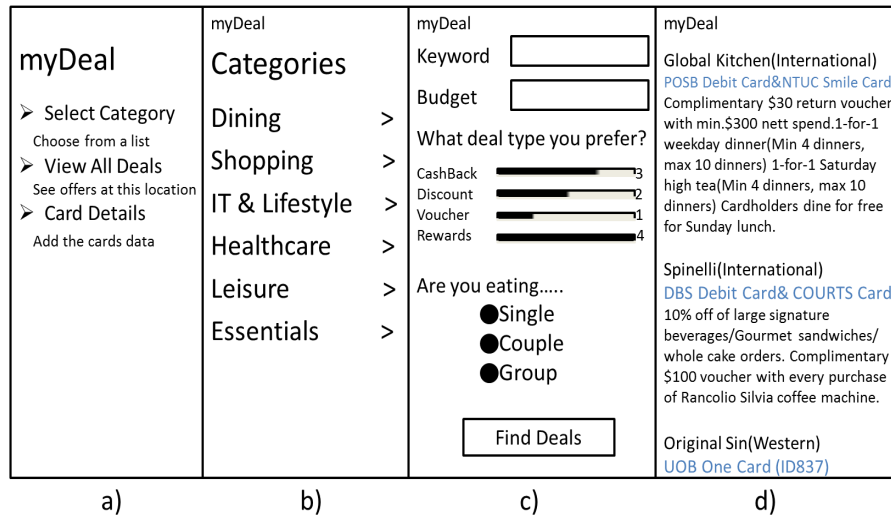 myDeal
➢ Select Category
Choose from a list
➢ View All Deals
See offers at this location
➢ Card Details
Add the cards data
a)
myDeal
Categories
Dining >
Shopping >
IT & Lifestyle >
Healthcare >
Leisure >
Essentials >
b)
myDeal
Keyword
Budget
What deal type you prefer?
CashBack 3
Discount 2
Voucher 1
Rewards 4
Are you eating.....
Single
Couple
Group
Find Deals
c)
myDeal
Global Kitchen(International)
POSB Debit Card&NTUC Smile Card
Complimentary $30 return voucher
with min.$300 nett spend.1-for-1
weekday dinner(Min 4 dinners,
max 10 dinners) 1-for-1 Saturday
high tea(Min 4 dinners, max 10
dinners) Cardholders dine for free
for Sunday lunch.
Spinelli(International)
DBS Debit Card& COURTS Card
10% off of large signature
beverages/Gourmet sandwiches/
whole cake orders. Complimentary
$100 voucher with every purchase
of Rancolio Silvia coffee machine.
Original Sin(Western)
UOB One Card (ID837)
d)